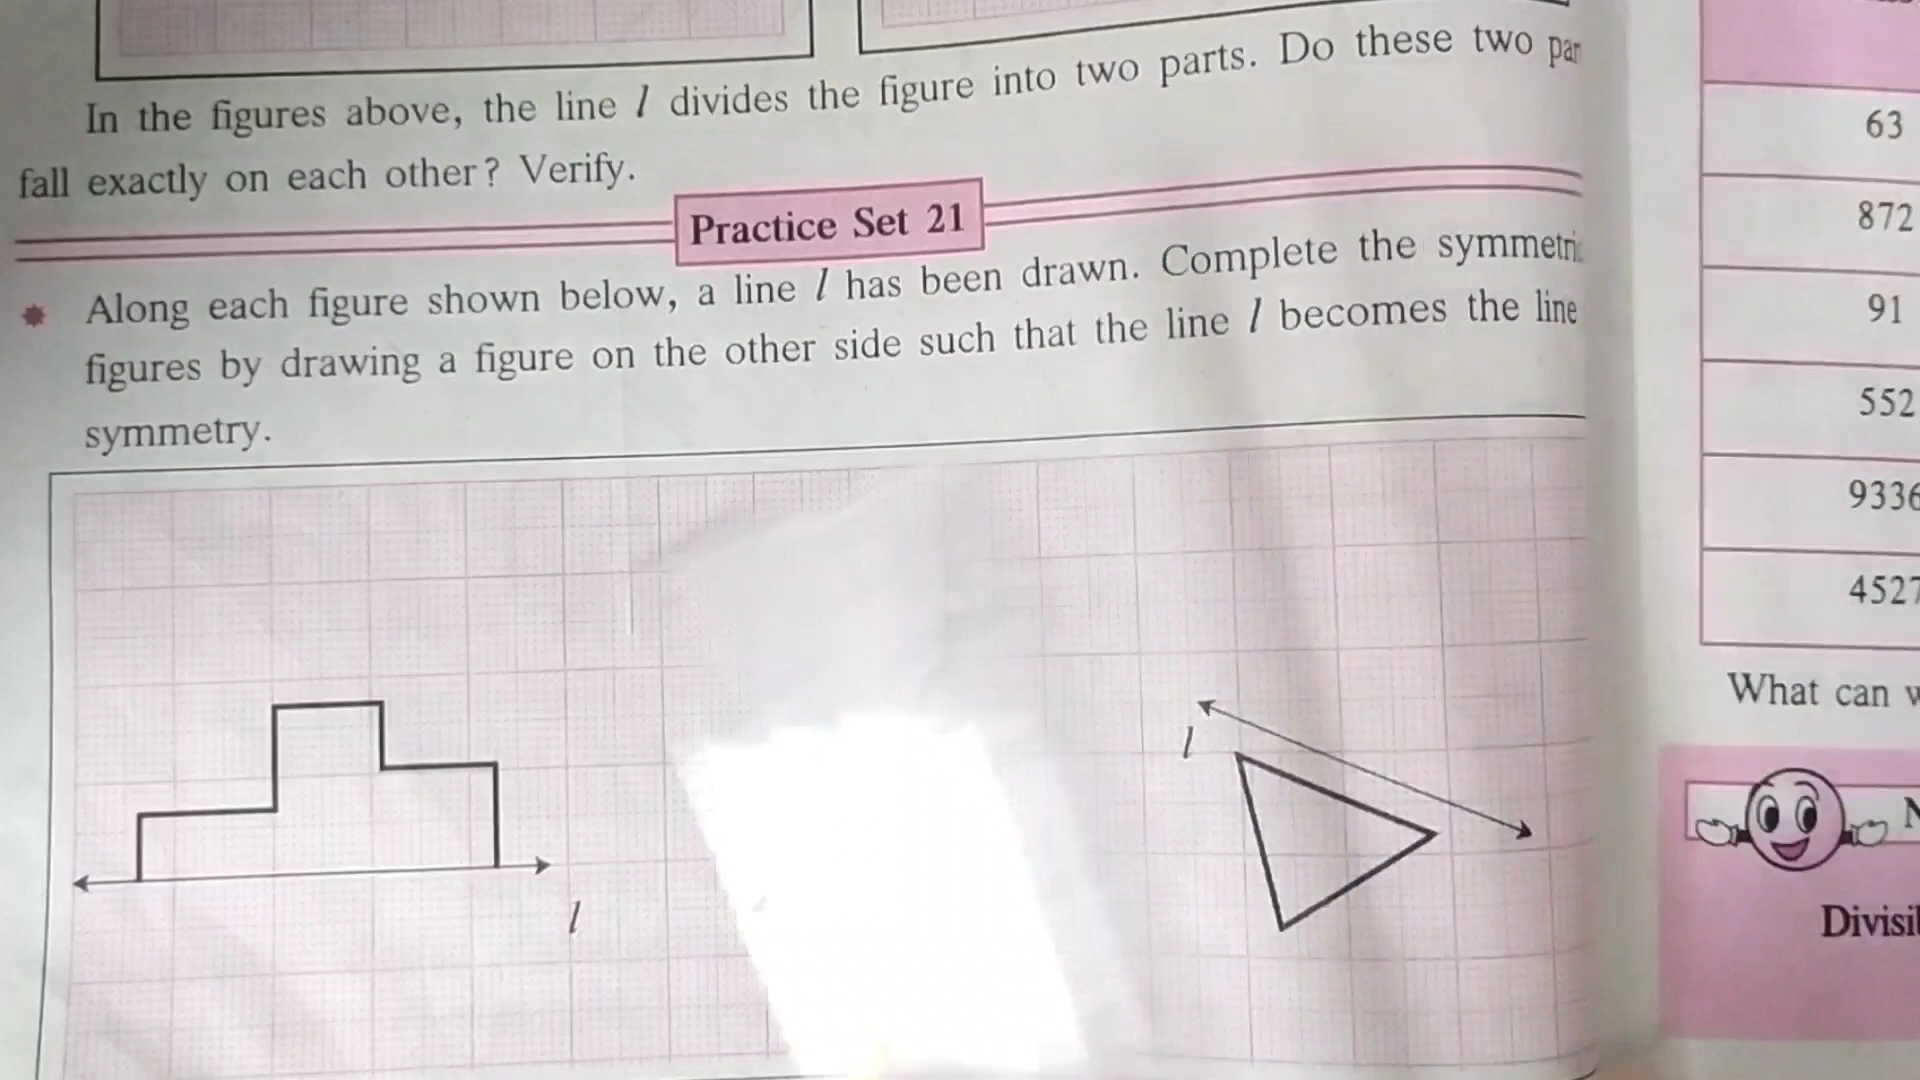 In the figures above, the line l divides the figure into two parts. Do these two
fall exactly on each other? Verify.
Practice Set 21
Along each figure shown below, a line l has been drawn. Complete the
figures by drawing a figure on the other side such that the line l becomes the line
symmetry.
l
l
63
872
91
552
9336
4527
What can